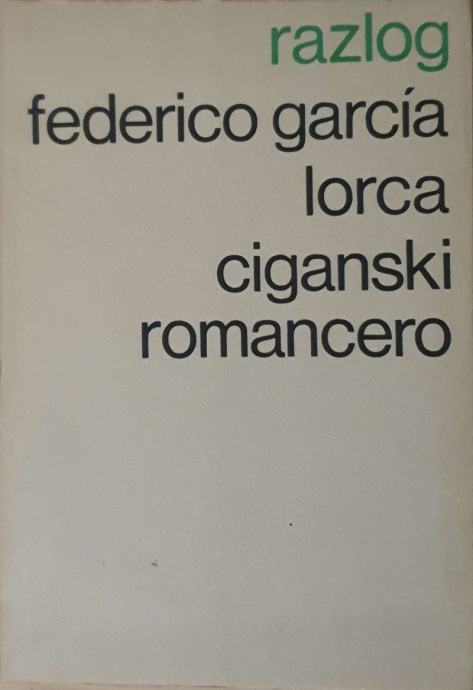 razlog
federico garcía
lorca
ciganski
romancero